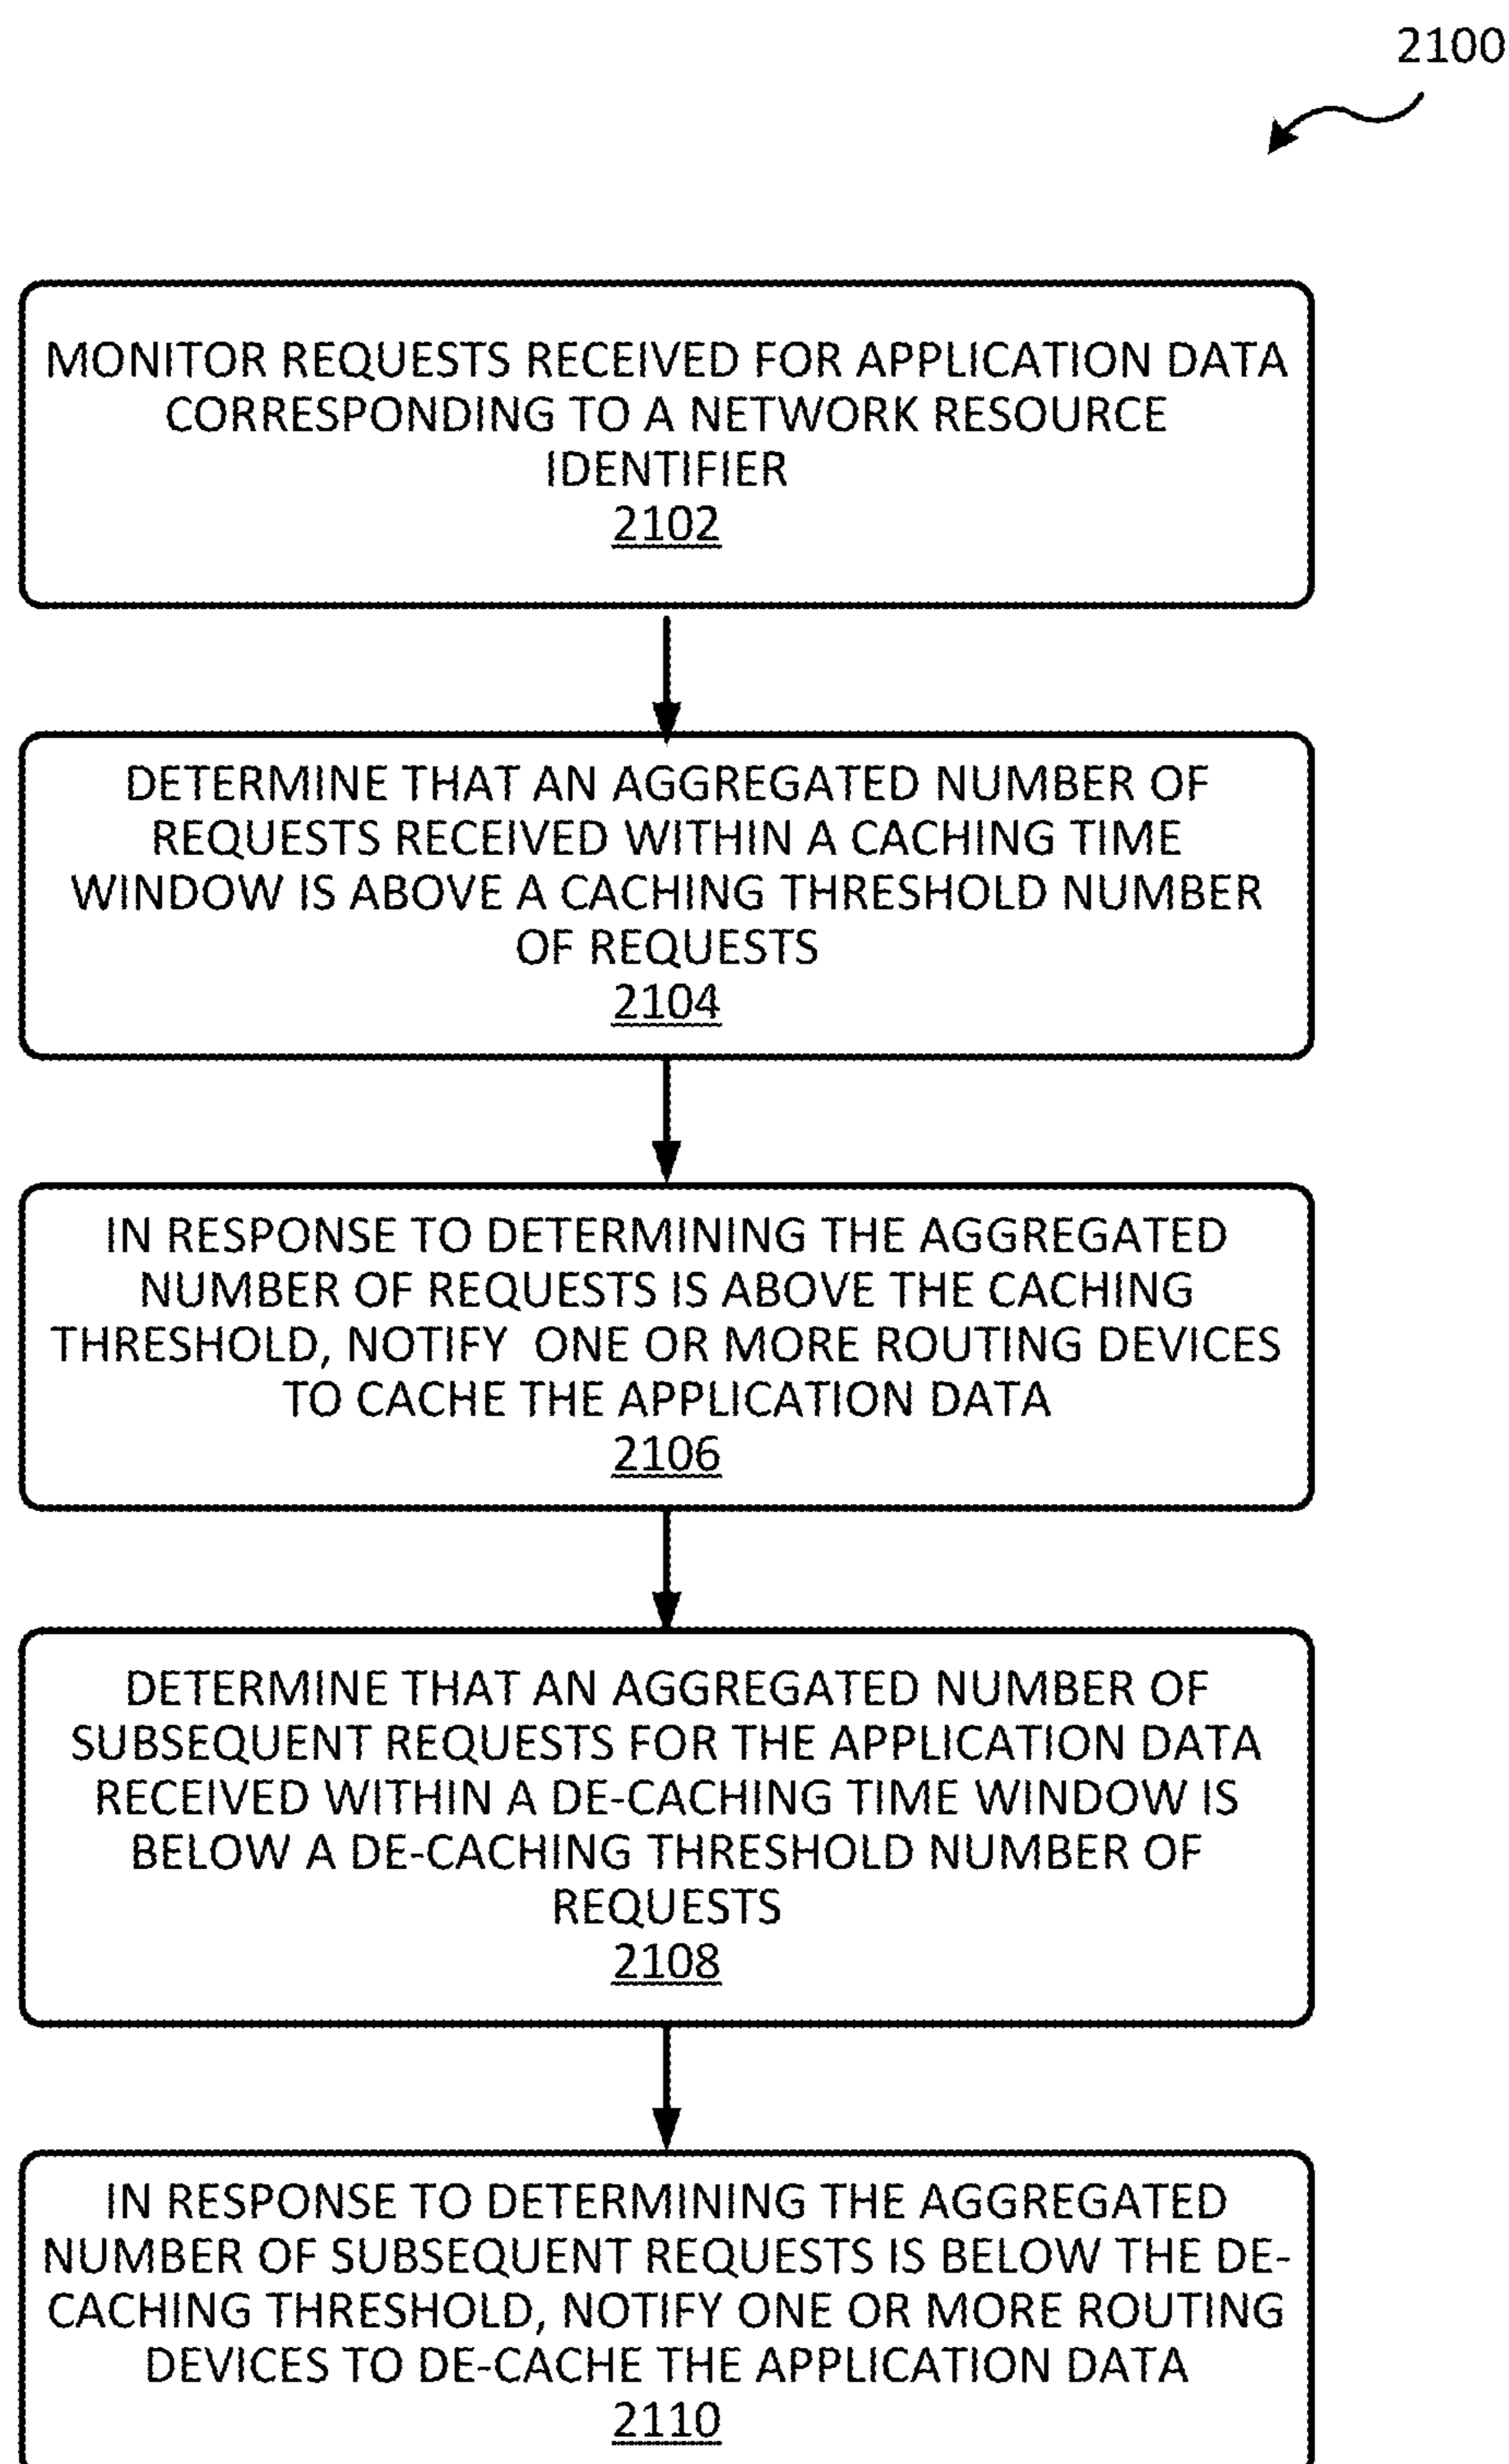 2100
MONITOR REQUESTS RECEIVED FOR APPLICATION DATA
CORRESPONDING TO A NETWORK RESOURCE
IDENTIFIER
2102
DETERMINE THAT AN AGGREGATED NUMBER OF
REQUESTS RECEIVED WITHIN A CACHING TIME
WINDOW IS ABOVE A CACHING THRESHOLD NUMBER
OF REQUESTS
2104
IN RESPONSE TO DETERMINING THE AGGREGATED
NUMBER OF REQUESTS IS ABOVE THE CACHING
THRESHOLD, NOTIFY ONE OR MORE ROUTING DEVICES
TO CACHE THE APPLICATION DATA
2106
DETERMINE THAT AN AGGREGATED NUMBER OF
SUBSEQUENT REQUESTS FOR THE APPLICATION DATA
RECEIVED WITHIN A DE-CACHING TIME WINDOW IS
BELOW A DE-CACHING THRESHOLD NUMBER OF
REQUESTS
2108
IN RESPONSE TO DETERMINING THE AGGREGATED
NUMBER OF SUBSEQUENT REQUESTS IS BELOW THE DE-
CACHING THRESHOLD, NOTIFY ONE OR MORE ROUTING
DEVICES TO DE-CACHE THE APPLICATION DATA
2110